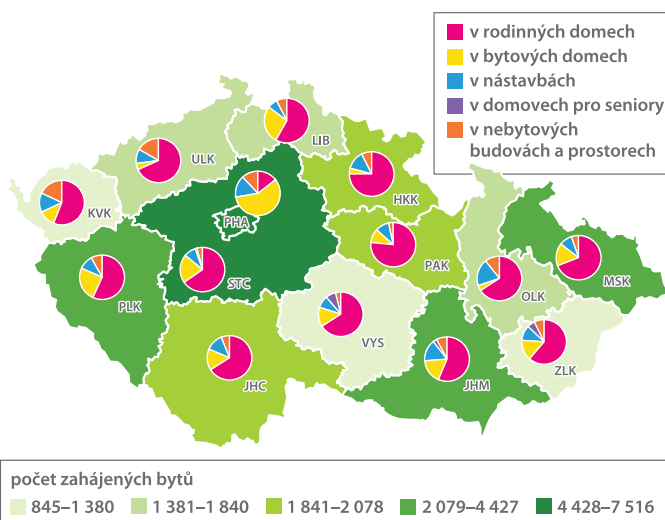 v rodinných domech
v bytových domech
v nástavbách
v domovech pro seniory
v nebytových
budovách a prostorech
LIB
ULK
HKK
KVK
PHA
STC
PAK
PLK
OLK
MSK
VYS
JHC
JHM
ZLK
počet zahájených bytů
845–1 380
1 381–1 840
1 841–2 078
2 079–4 427
4 428–7 516